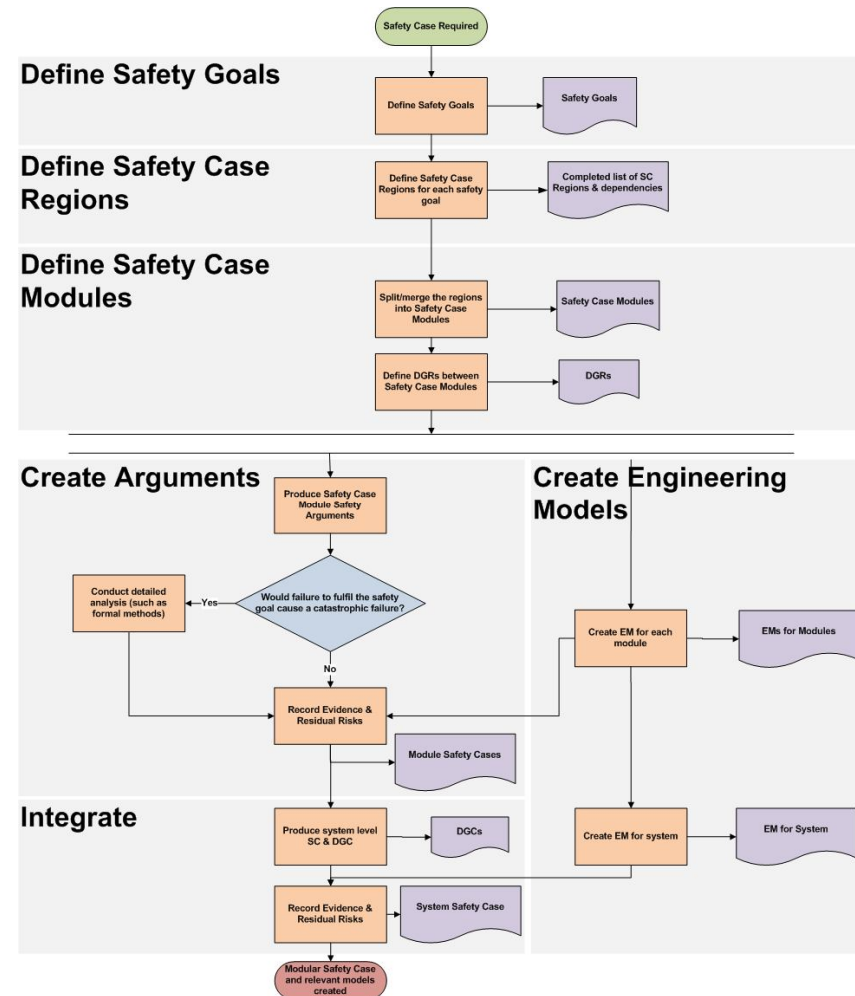 Safety Case Required
Define Safety Goals
Define Safety Goals
Safety Goals
Define Safety Case
Regions
Define Safety Case
Regions for each safety
goal
Completed list of SC
Regions & dependencies
Define Safety Case
Modules
Split/merge the regions
into Safety Case
Modules
Safety Case Modules
Define DGRs between
Safety Case Modules
DGRs
Create Arguments
Produce Safety Case
Module Safety
Arguments
Would failure to fulfil the safety
goal cause a catastrophic failure?
Yes
Conduct detailed
analysis (such as
formal methods)
No
Record Evidence &
Residual Risks
Module Safety Cases
Create Engineering
Models
Create EM for each
module
EMs for Modules
Integrate
Produce system level
SC & DGC
DGCs
Create EM for system
EM for System
Record Evidence &
Residual Risks
System Safety Case
Modular Safety Case
and relevant models
created